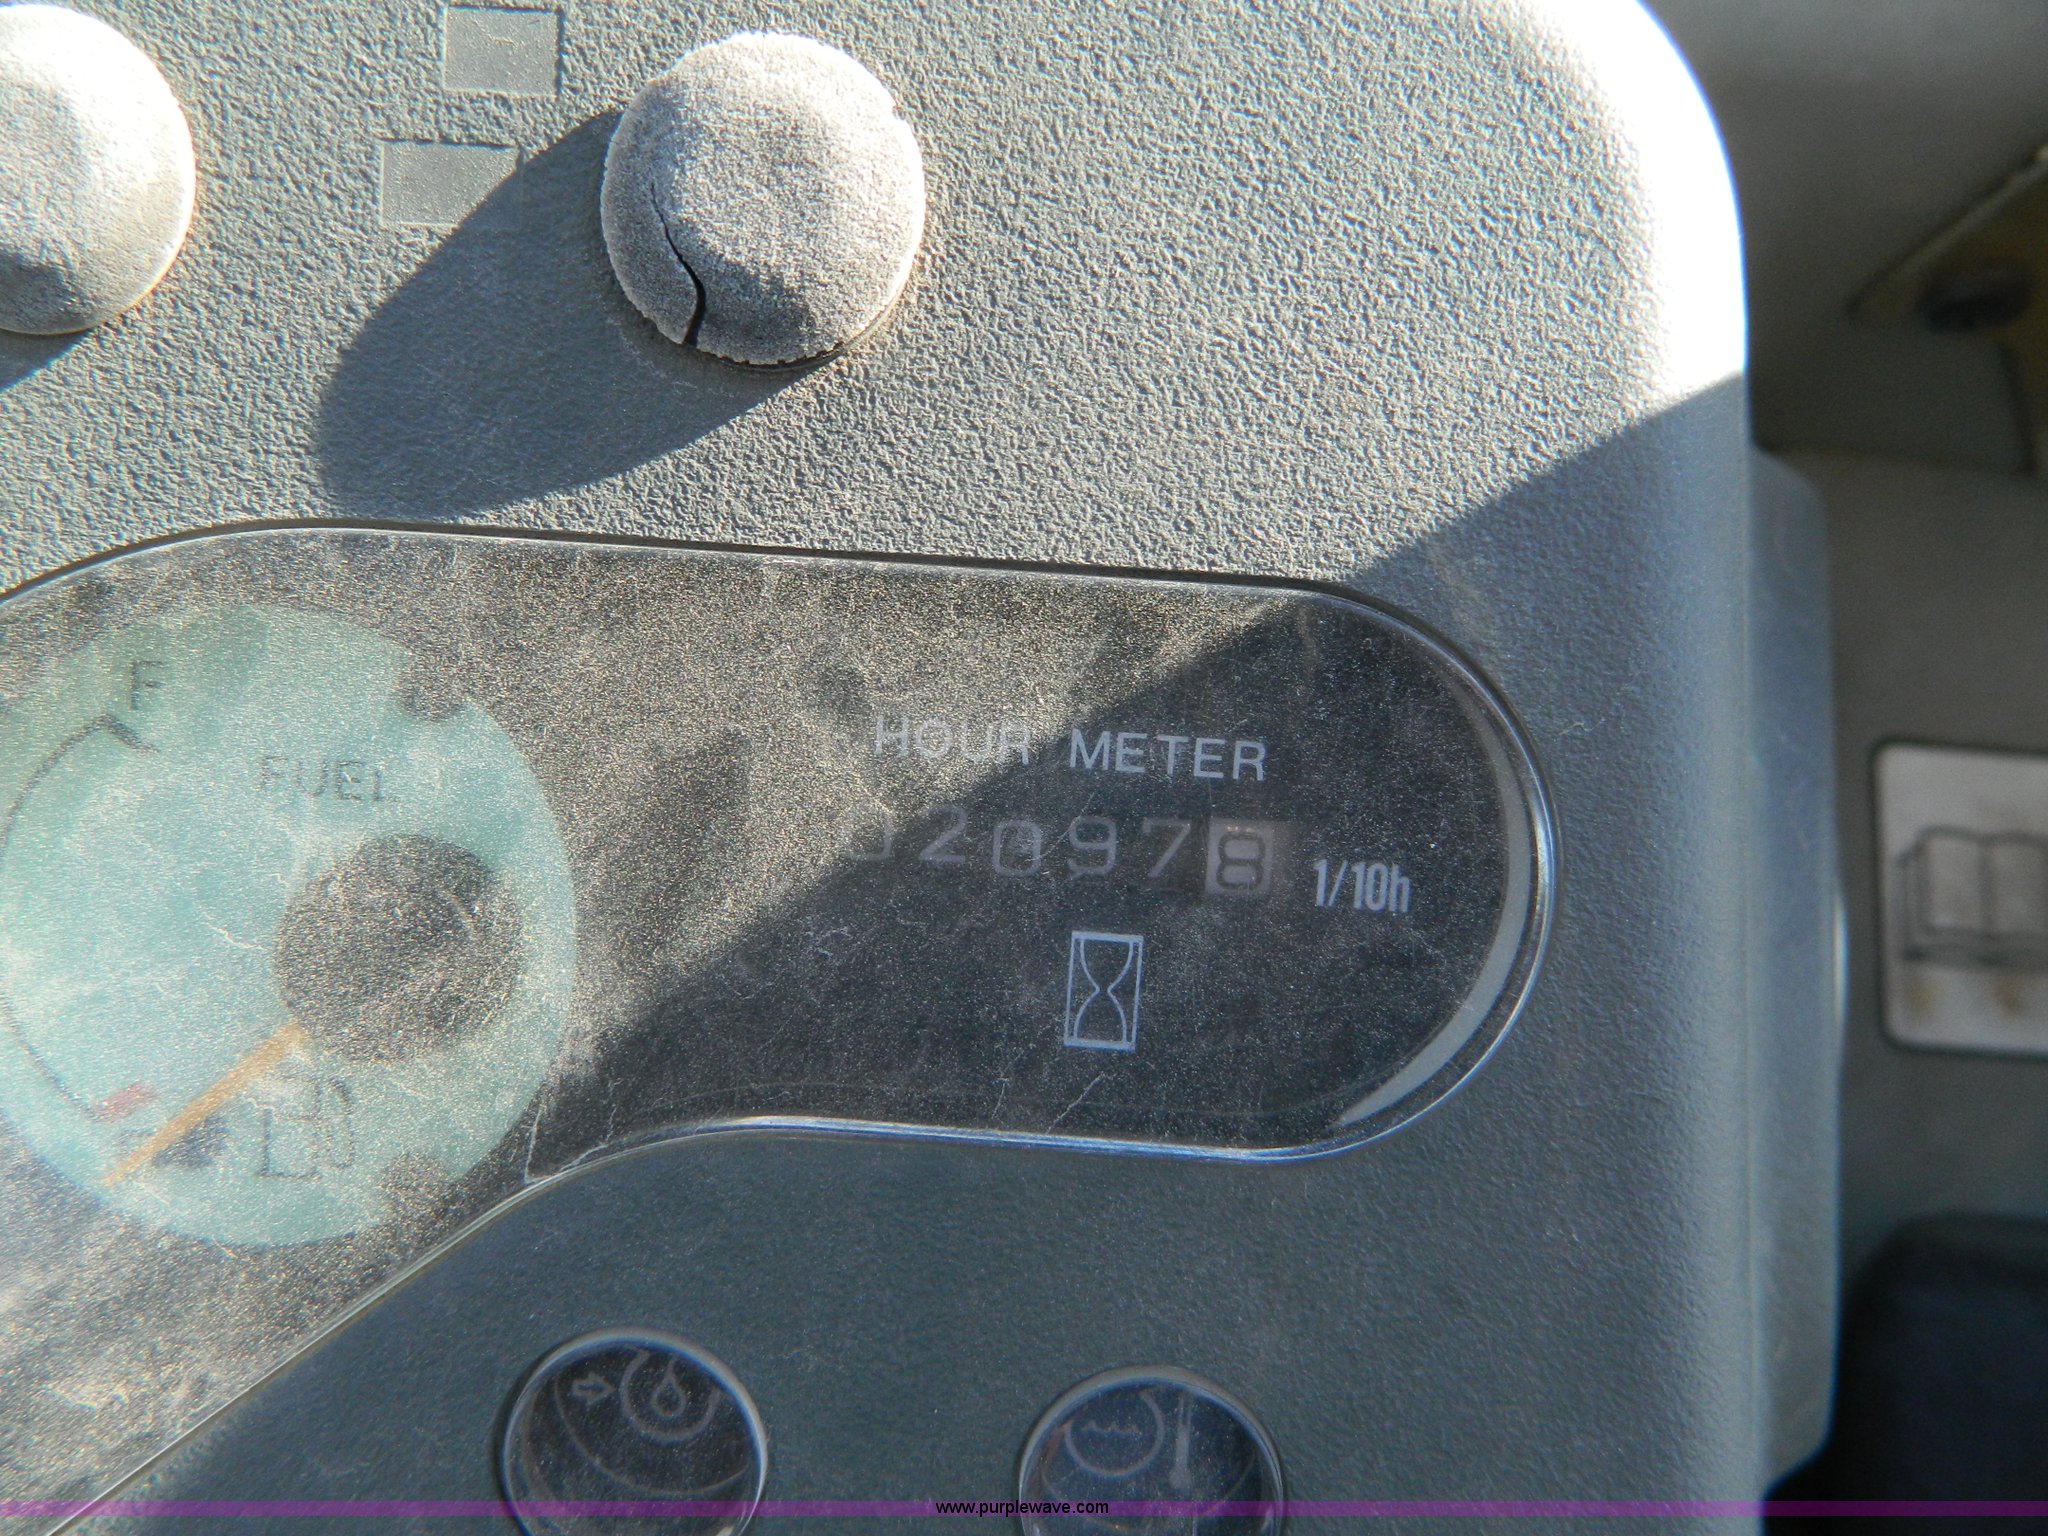 F
FUEL
HOUR METER
020978 1/10h
www.purplewave.com